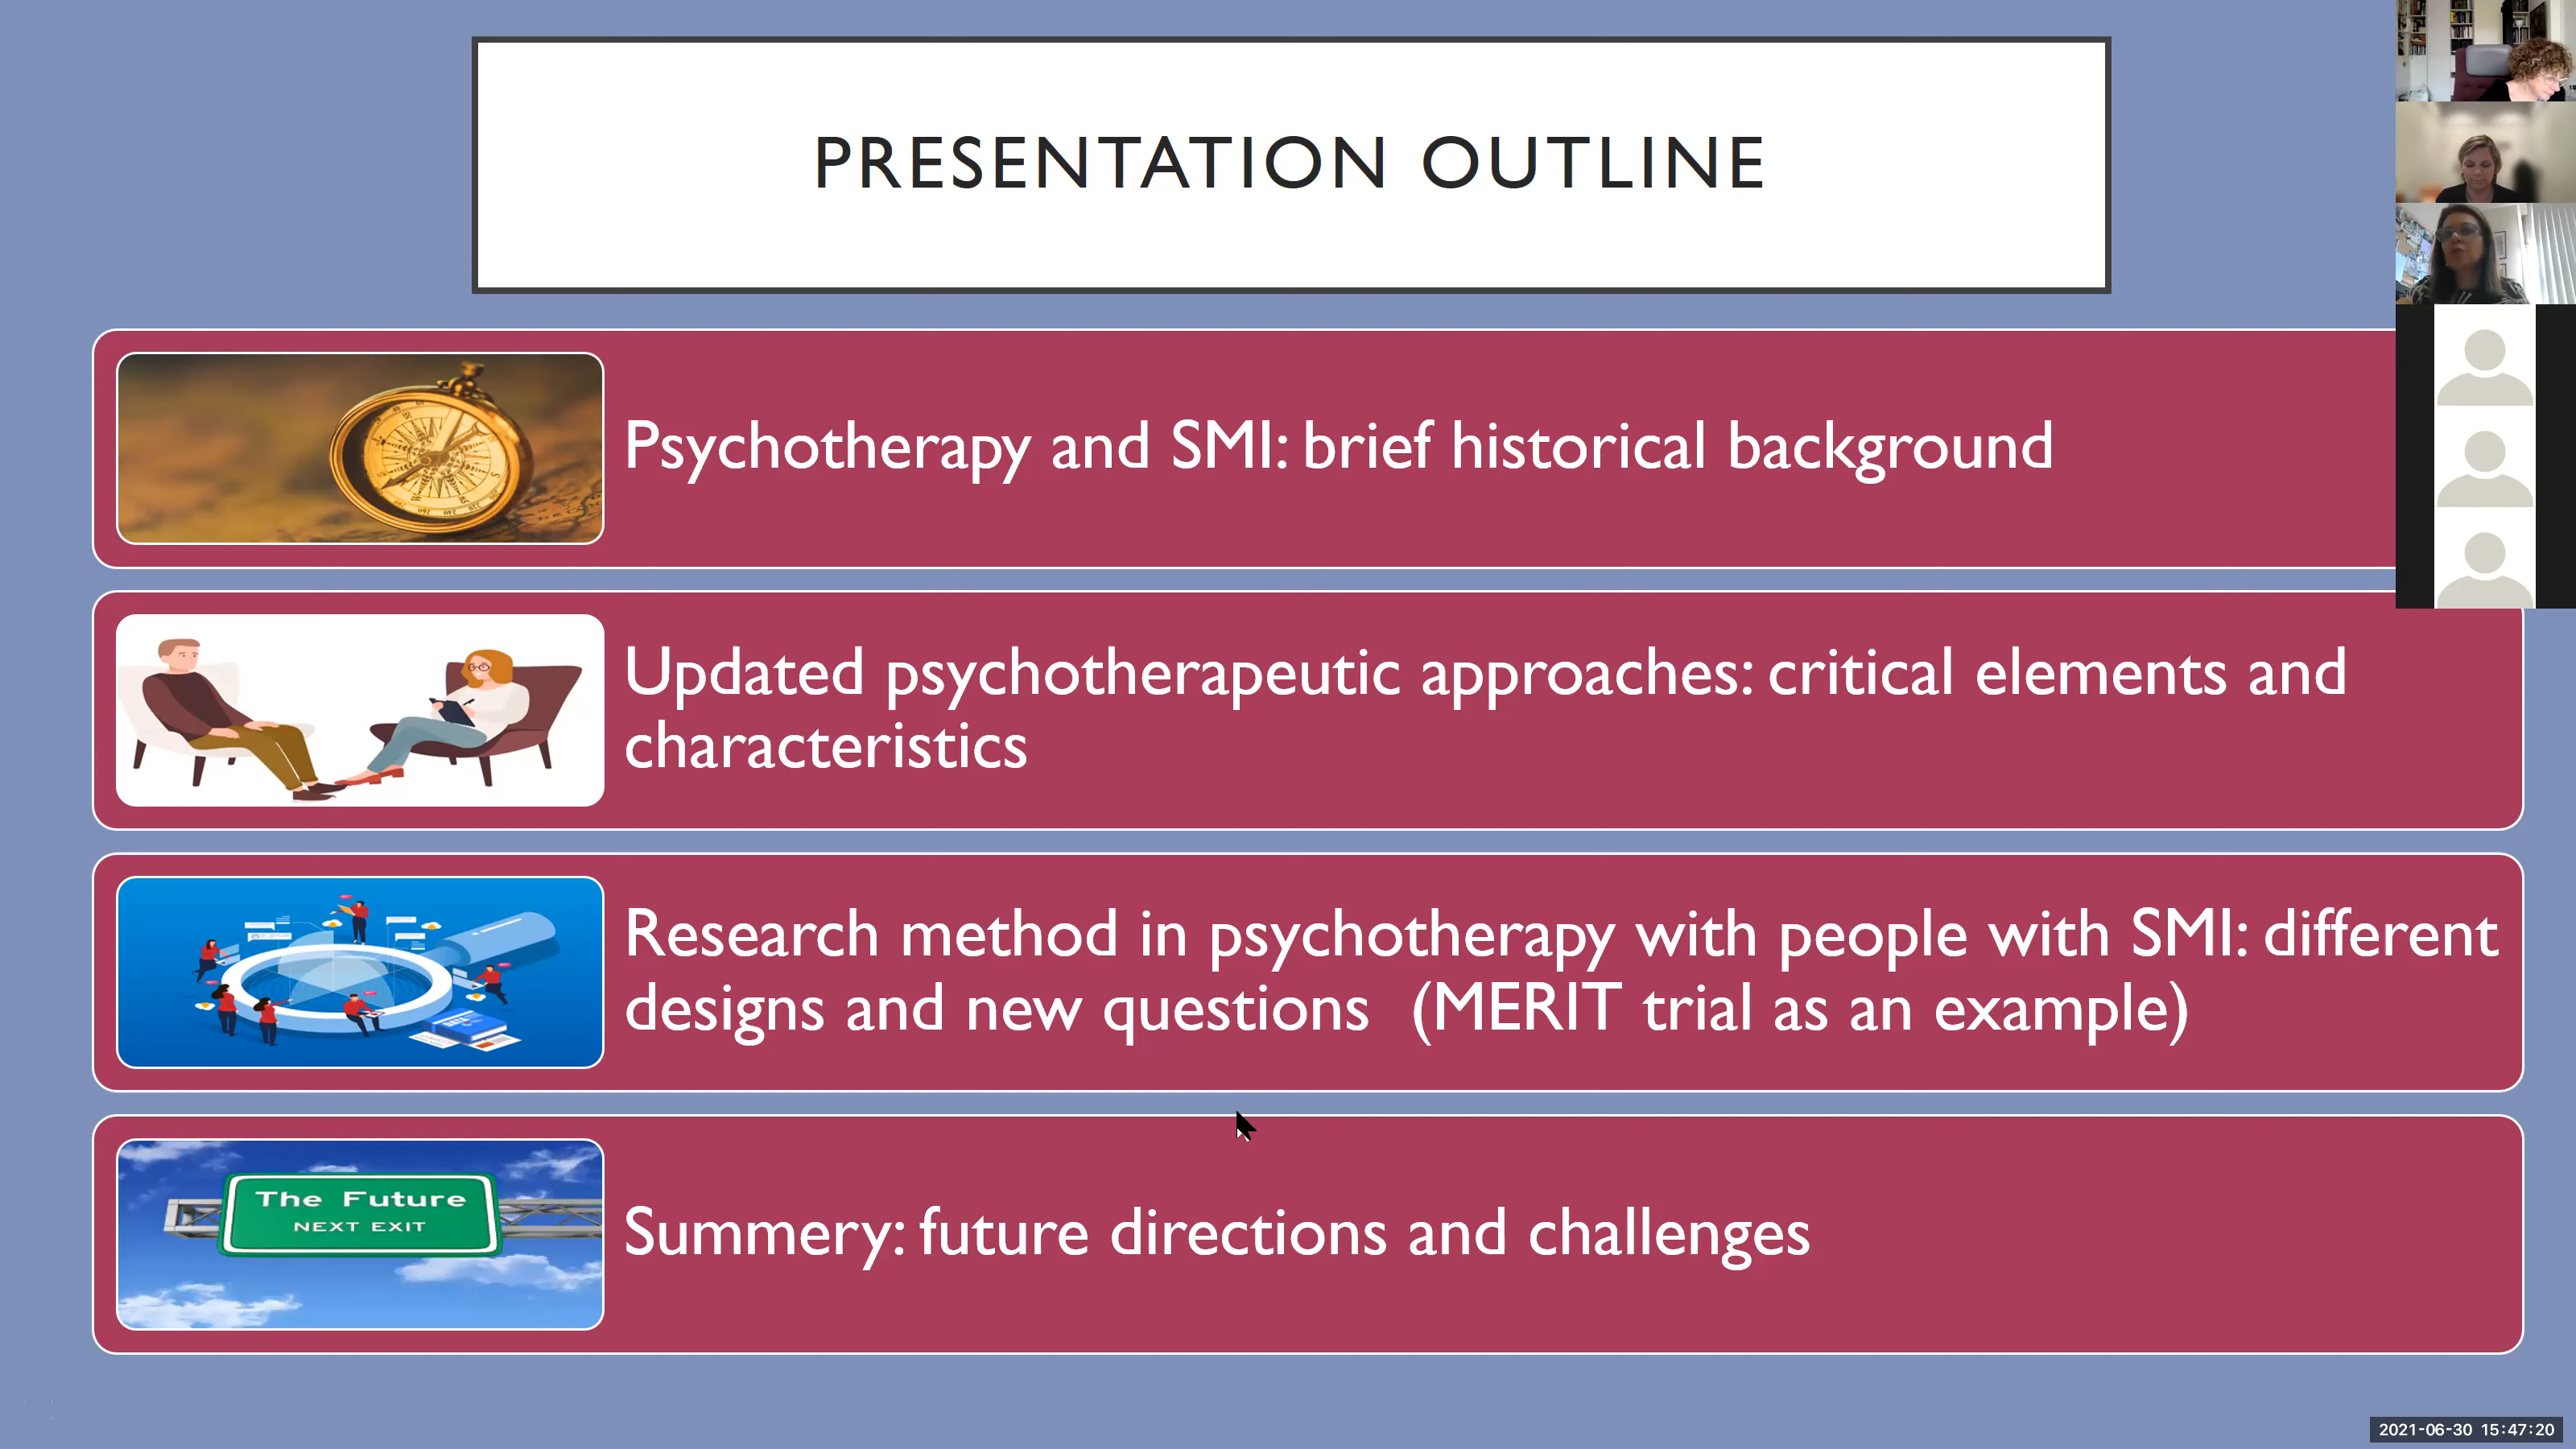 PRESENTATION OUTLINE
Psychotherapy and SMI: brief historical background
Updated psychotherapeutic approaches: critical elements and
characteristics
Research method in psychotherapy with people with SMI: different
designs and new questions  (MERIT trial as an example)
The Future
NEXT EXIT
Summery: future directions and challenges
2021-06-30 15:47:20